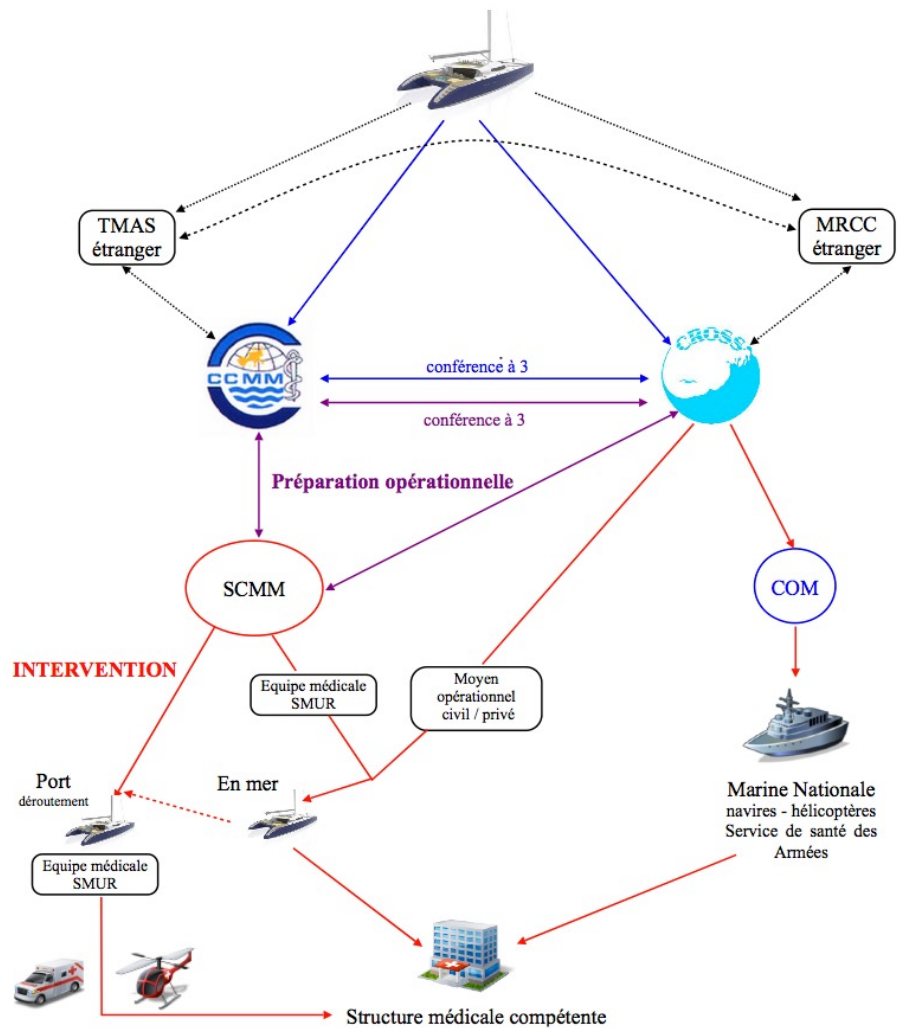 TMAS
étranger
MRCC
étranger
CCMM
CROSS
conférence à 3
conférence à 3
Préparation opérationnelle
SCMM
COM
INTERVENTION
Equipe médicale
SMUR
Moyen
opérationnel
civil / privé
Port
déroutement
En mer
Marine Nationale
navires - hélicoptères
Service de santé des
Armées
Equipe médicale
SMUR
Structure médicale compétente